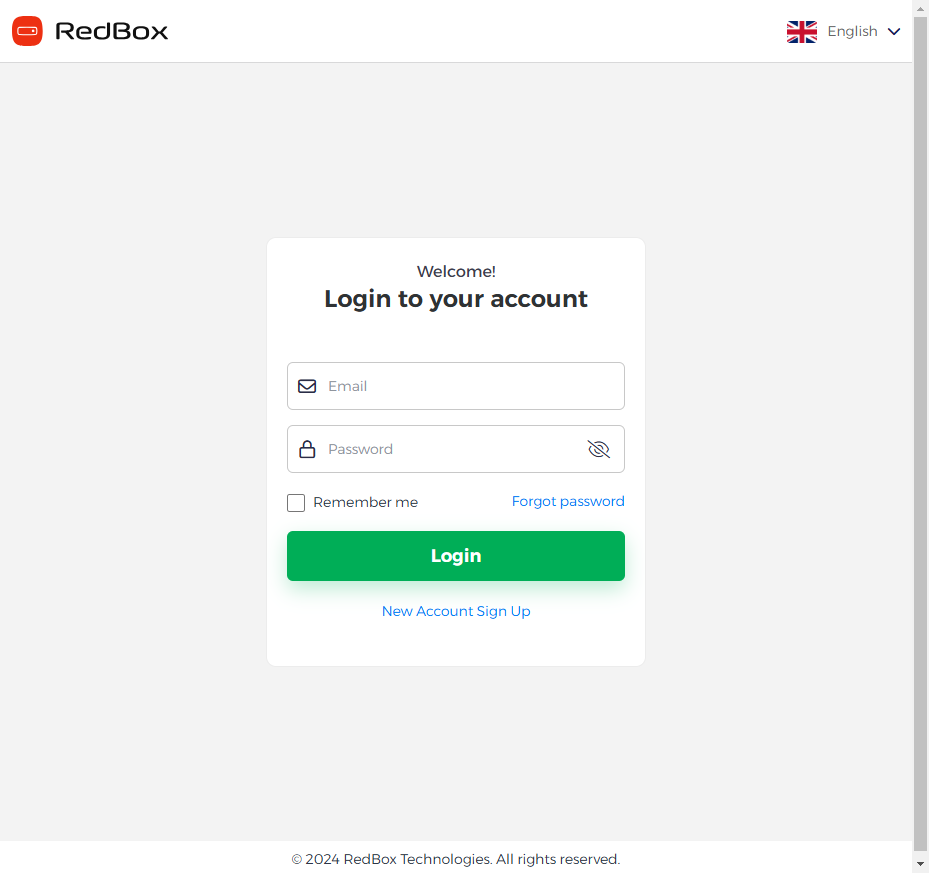 RedBox
English
Welcome!
Login to your account
Email
Password
Remember me
Forgot password
Login
New Account Sign Up
© 2024 RedBox Technologies. All rights reserved.